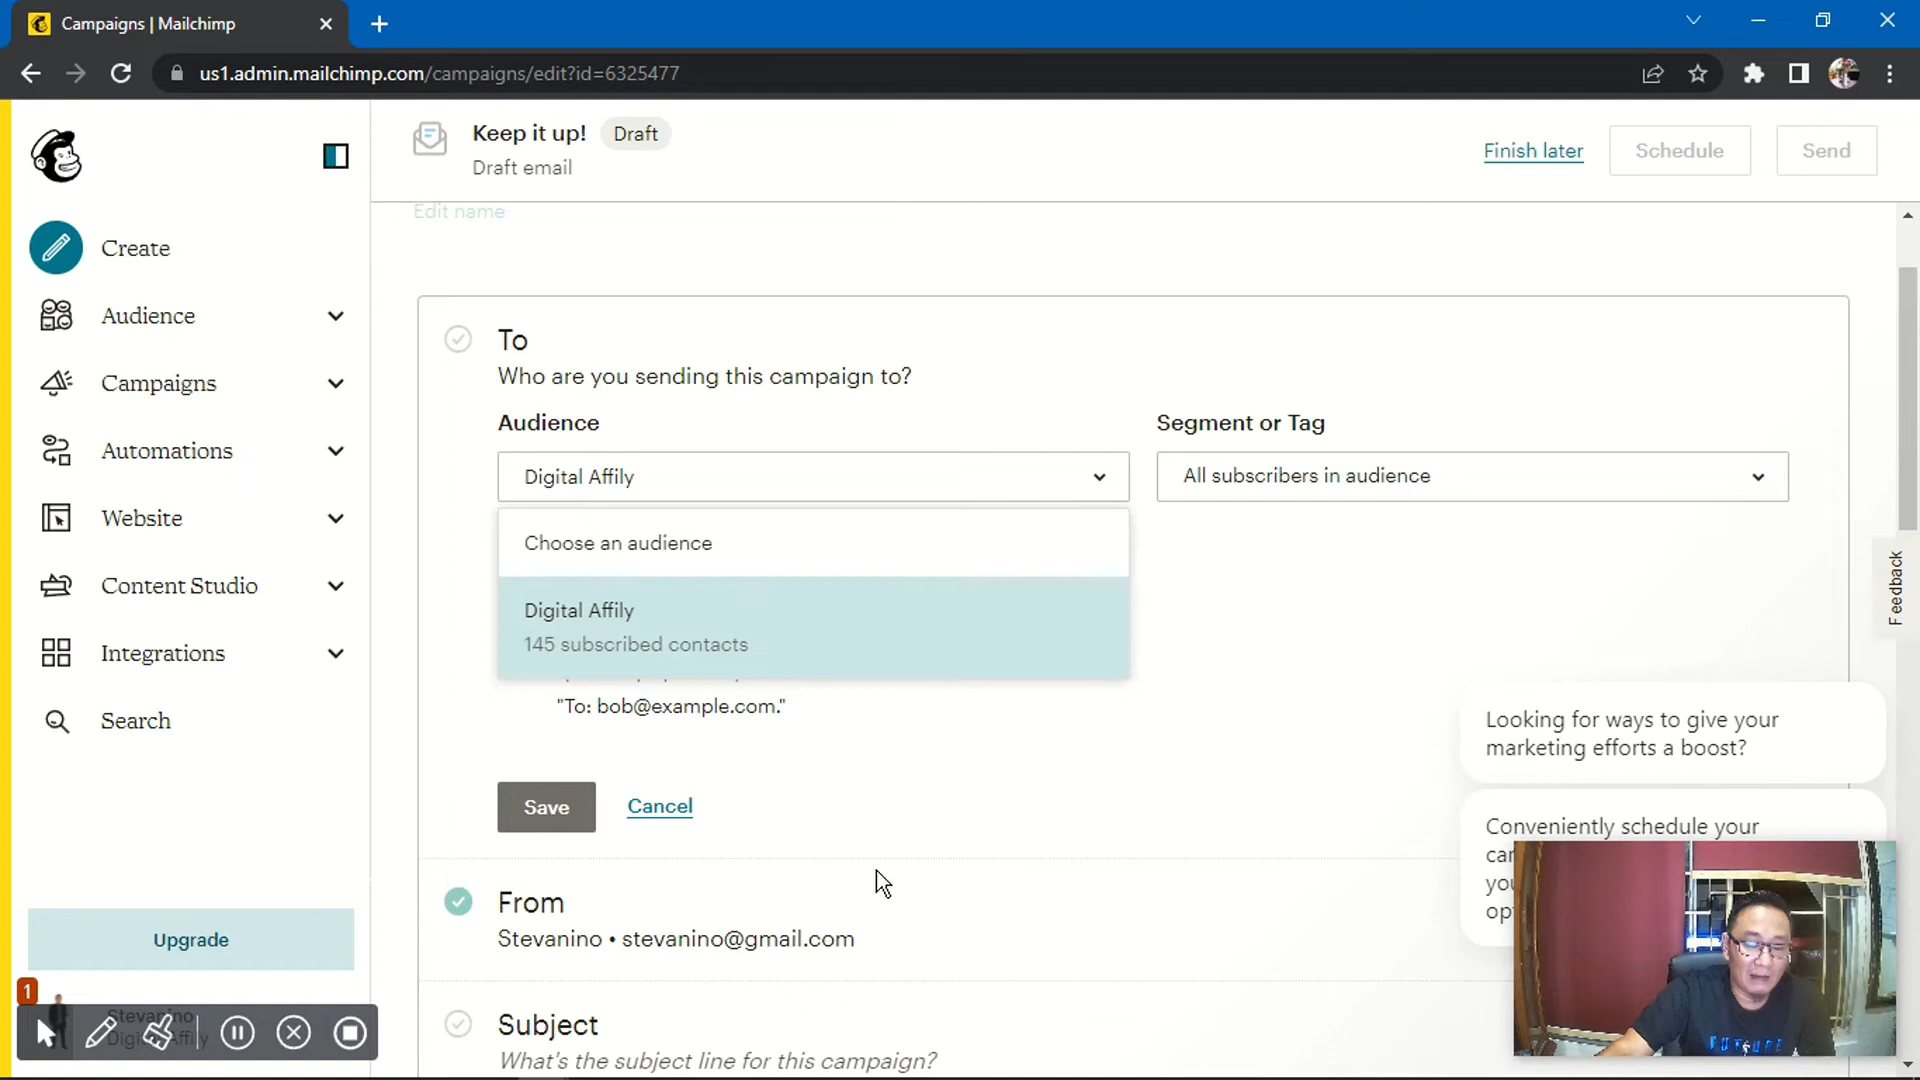 Campaigns | Mailchimp
us1.admin.mailchimp.com/campaigns/edit?id=6325477
Keep it up!
Draft
Draft email
Finish later
Schedule
Send
Edit name
Create
Audience
Campaigns
Automations
Website
Content Studio
Integrations
Search
Upgrade
1
Stevanino
Digital Affily
To
Who are you sending this campaign to?
Audience
Segment or Tag
Digital Affily
All subscribers in audience
Choose an audience
Digital Affily
145 subscribed contacts
"To: bob@example.com."
Save
Cancel
From
Stevanino • stevanino@gmail.com
Subject
What's the subject line for this campaign?
Feedback
Looking for ways to give your
marketing efforts a boost?
Conveniently schedule your
FUTURE